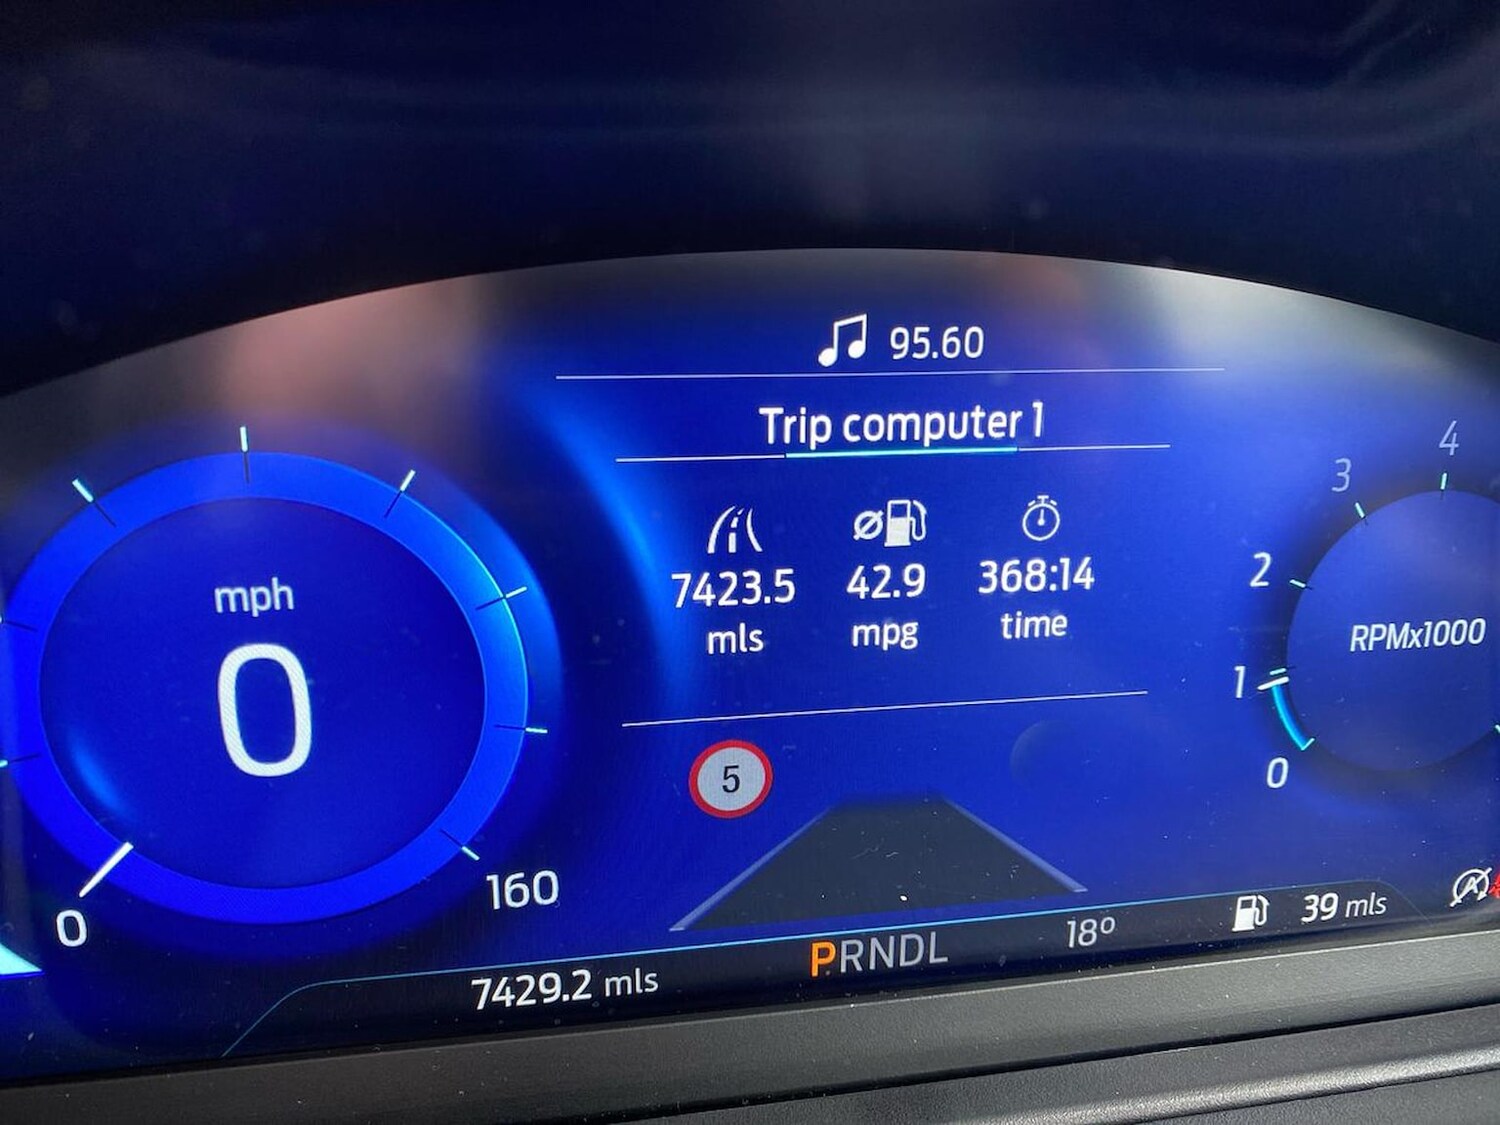 95.60
Trip computer 1
7423.5 42.9 368:14
mls mpg time
mph
0
0
160
5
4
3
2
1
0
RPMx1000
7429.2 mls
PRNDL
18º
39 mls
A